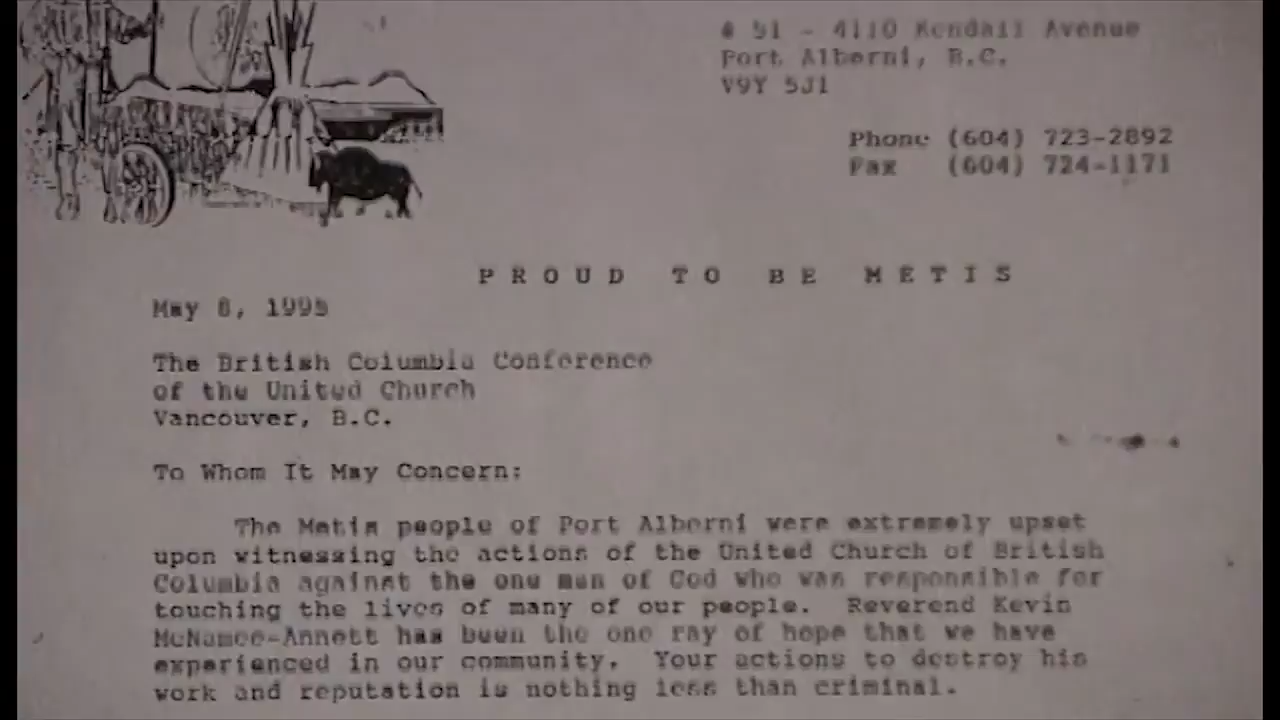 # 51 - 4110 Kendall Avenue
Port Alberni, B.C.
V9Y 5J1
Phone (604) 723-2892
Fax (604) 724-1171
PROUD TO BE METIS
May 8, 1995
The British Columbia Conference
of the United Church
Vancouver, B.C.
To Whom It May Concern:
The Metis people of Port Alberni were extremely upset
upon witnessing the actions of the United Church of British
Columbia against the one man of God who was responsible for
touching the lives of many of our people. Reverend Kevin
McNamee-Annett has been the one ray of hope that we have
experienced in our community. Your actions to destroy his
work and reputation is nothing less than criminal.